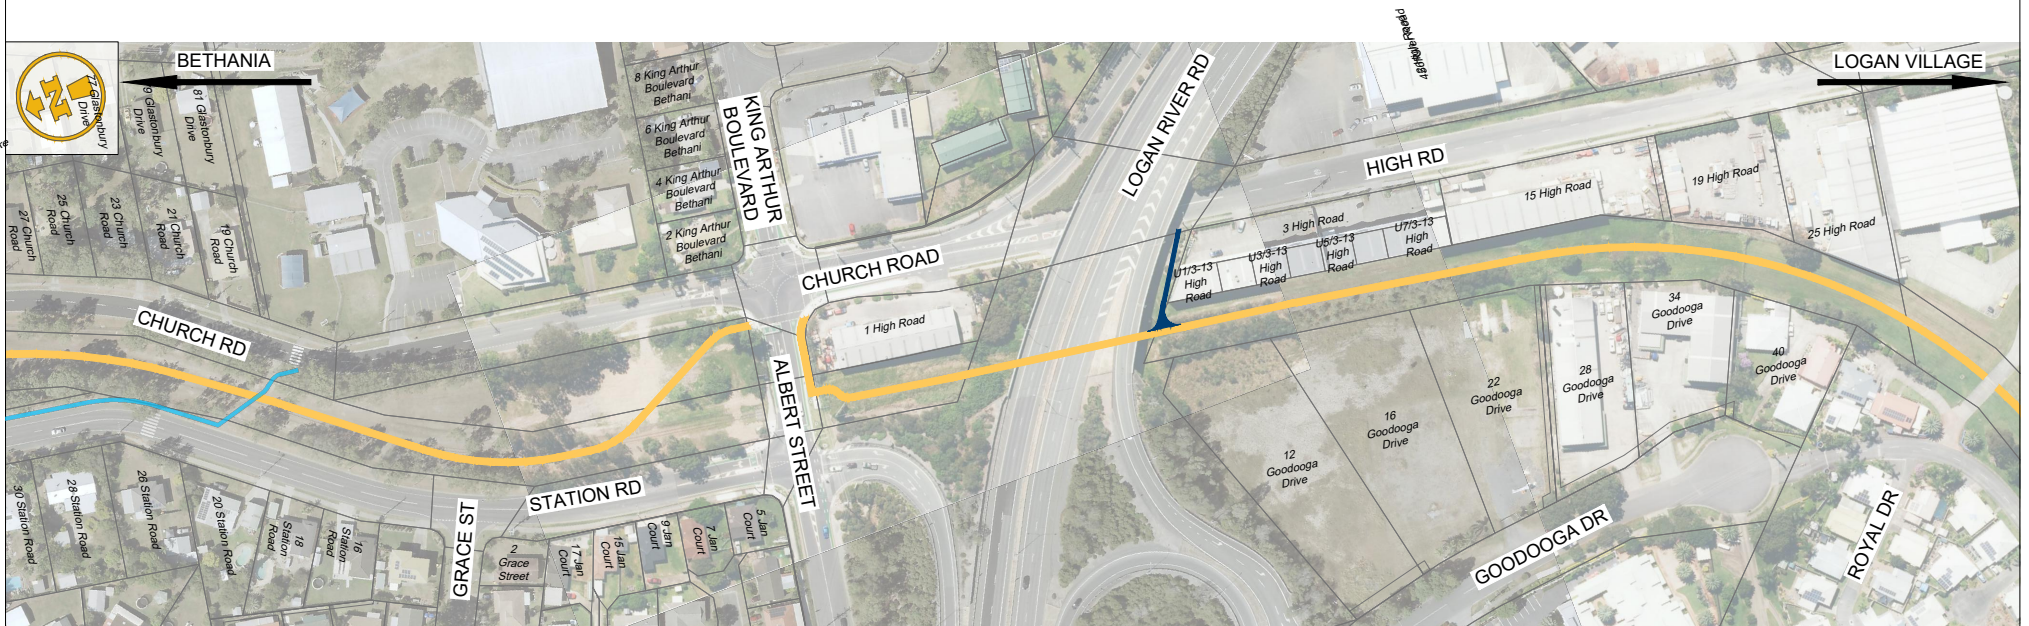 BETHANIA
LOGAN VILLAGE
N
77 Glastonbury
Drive
79 Glastonbury
Drive
81 Glastonbury
Drive
27 Church
Road
25 Church
Road
23 Church
Road
21 Church
Road
19 Church
Road
8 King Arthur
Boulevard
Bethani
6 King Arthur
Boulevard
Bethani
4 King Arthur
Boulevard
Bethani
2 King Arthur
Boulevard
Bethani
KING ARTHUR
BOULEVARD
CHURCH ROAD
LOGAN RIVER RD
HIGH RD
3 High Road
15 High Road
19 High Road
25 High Road
U1/3-13
High
Road
U3/3-13
High
Road
U5/3-13
High
Road
U7/3-13
High
Road
CHURCH RD
1 High Road
ALBERT STREET
STATION RD
GRACE ST
30 Station Road
28 Station Road
26 Station Road
20 Station Road
18
Station
Road
16
Station
Road
2
Grace
Street
17 Jan
Court
15 Jan
Court
9 Jan
Court
7 Jan
Court
5 Jan
Court
12
Goodooga
Drive
16
Goodooga
Drive
22
Goodooga
Drive
28
Goodooga
Drive
34
Goodooga
Drive
40
Goodooga
Drive
GOODOOGA DR
ROYAL DR